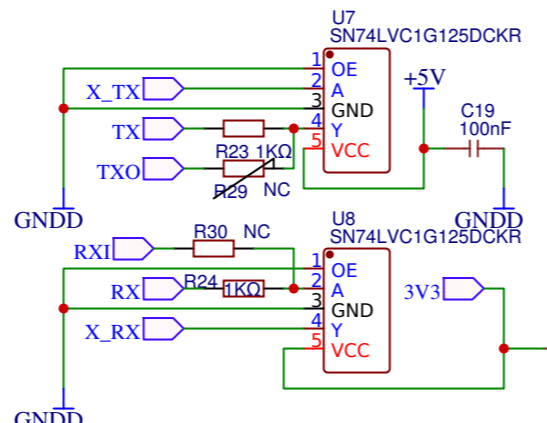 U7
SN74LVC1G125DCKR
1 OE
X_TX 2 A
3 GND
TX 4 Y
R23 1KΩ
5 VCC
TXO
R29 NC
+5V
C19
100nF
GNDD
GNDD
U8
SN74LVC1G125DCKR
R30 NC
RXI
1 OE
R24
RX 1KΩ 2 A
3 GND
3V3
X_RX 4 Y
5 VCC
GNDD